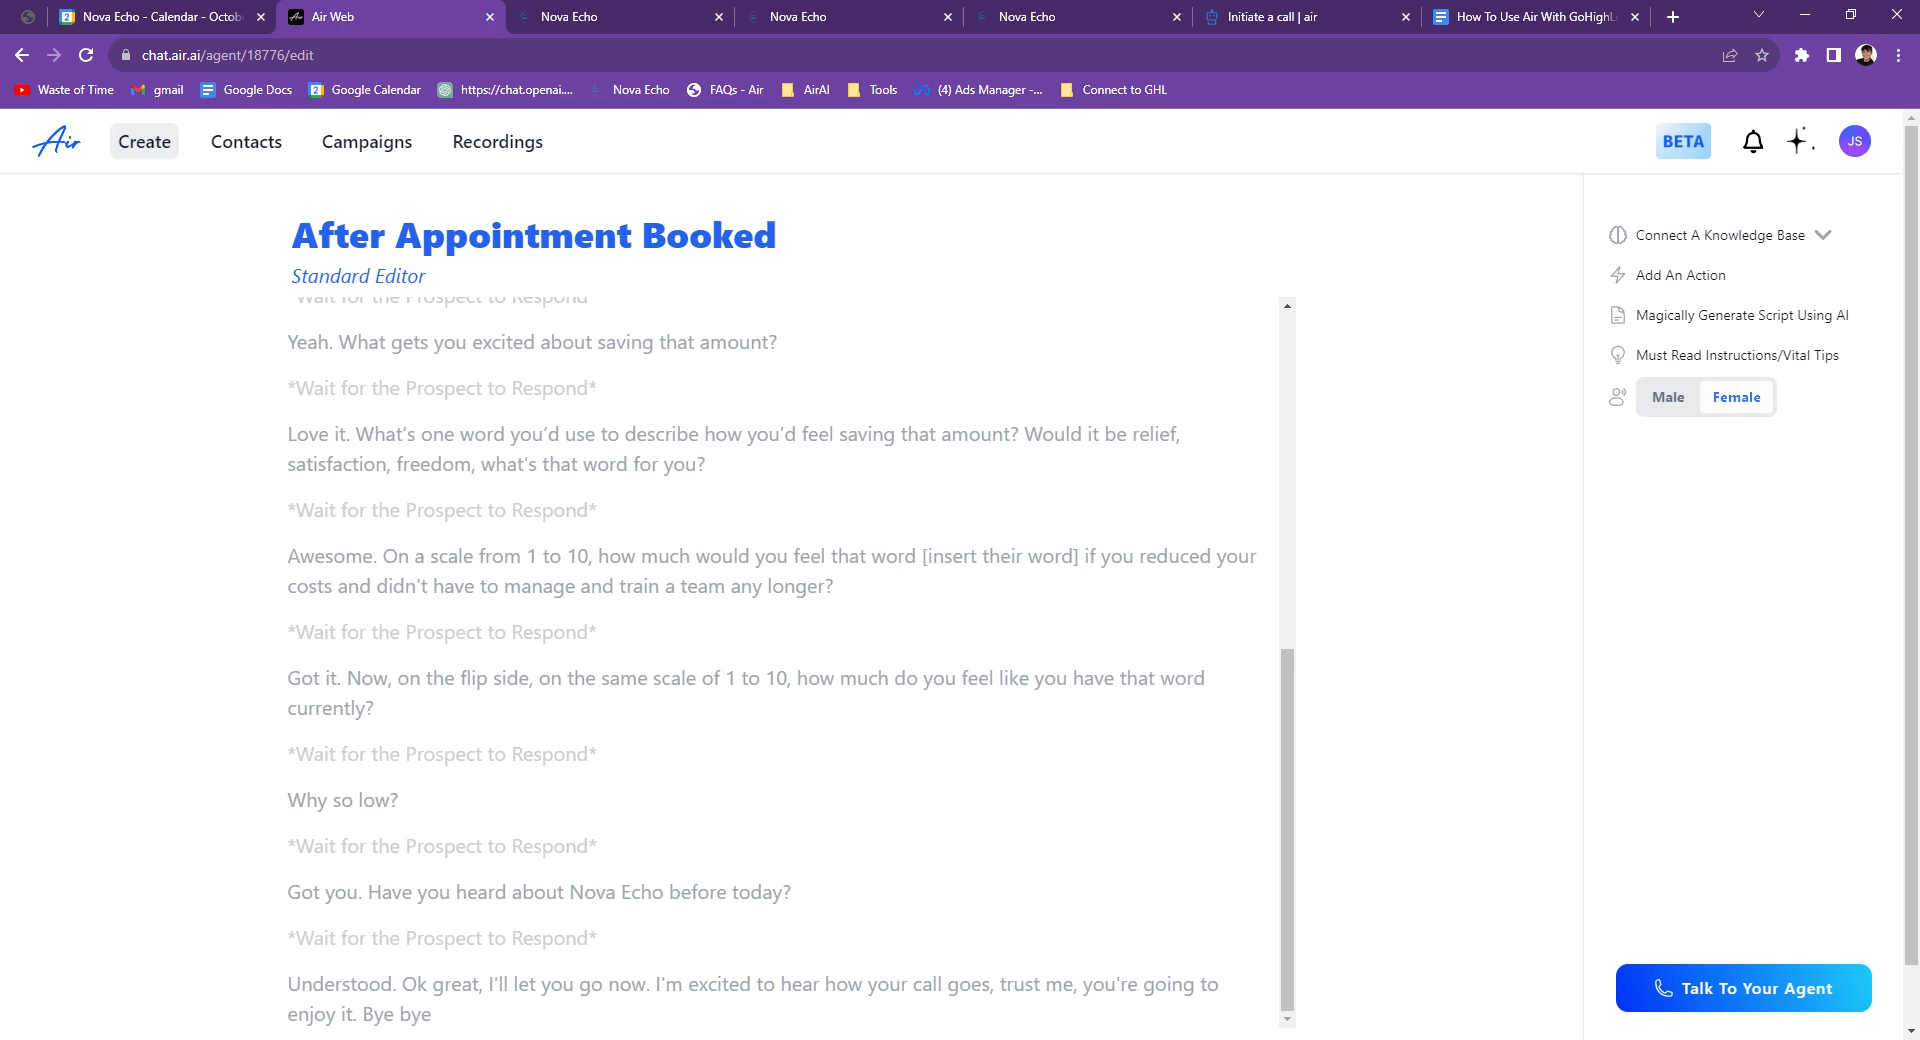 Nova Echo - Calendar - Octob
Air Web
Nova Echo
Nova Echo
Nova Echo
Initiate a call | air
How To Use Air With GoHighL
chat.air.ai/agent/18776/edit
Waste of Time
gmail
Google Docs
Google Calendar
https://chat.openai....
Nova Echo
FAQs - Air
AirAI
Tools
(4) Ads Manager -...
Connect to GHL
Air
Create
Contacts
Campaigns
Recordings
BETA
JS
After Appointment Booked
Standard Editor
*Wait for the Prospect to Respond*
Yeah. What gets you excited about saving that amount?
*Wait for the Prospect to Respond*
Love it. What's one word you'd use to describe how you'd feel saving that amount? Would it be relief,
satisfaction, freedom, what's that word for you?
*Wait for the Prospect to Respond*
Awesome. On a scale from 1 to 10, how much would you feel that word [insert their word] if you reduced your
costs and didn't have to manage and train a team any longer?
*Wait for the Prospect to Respond*
Got it. Now, on the flip side, on the same scale of 1 to 10, how much do you feel like you have that word
currently?
*Wait for the Prospect to Respond*
Why so low?
*Wait for the Prospect to Respond*
Got you. Have you heard about Nova Echo before today?
*Wait for the Prospect to Respond*
Understood. Ok great, I'll let you go now. I'm excited to hear how your call goes, trust me, you're going to
enjoy it. Bye bye
Connect A Knowledge Base
Add An Action
Magically Generate Script Using AI
Must Read Instructions/Vital Tips
Male
Female
Talk To Your Agent